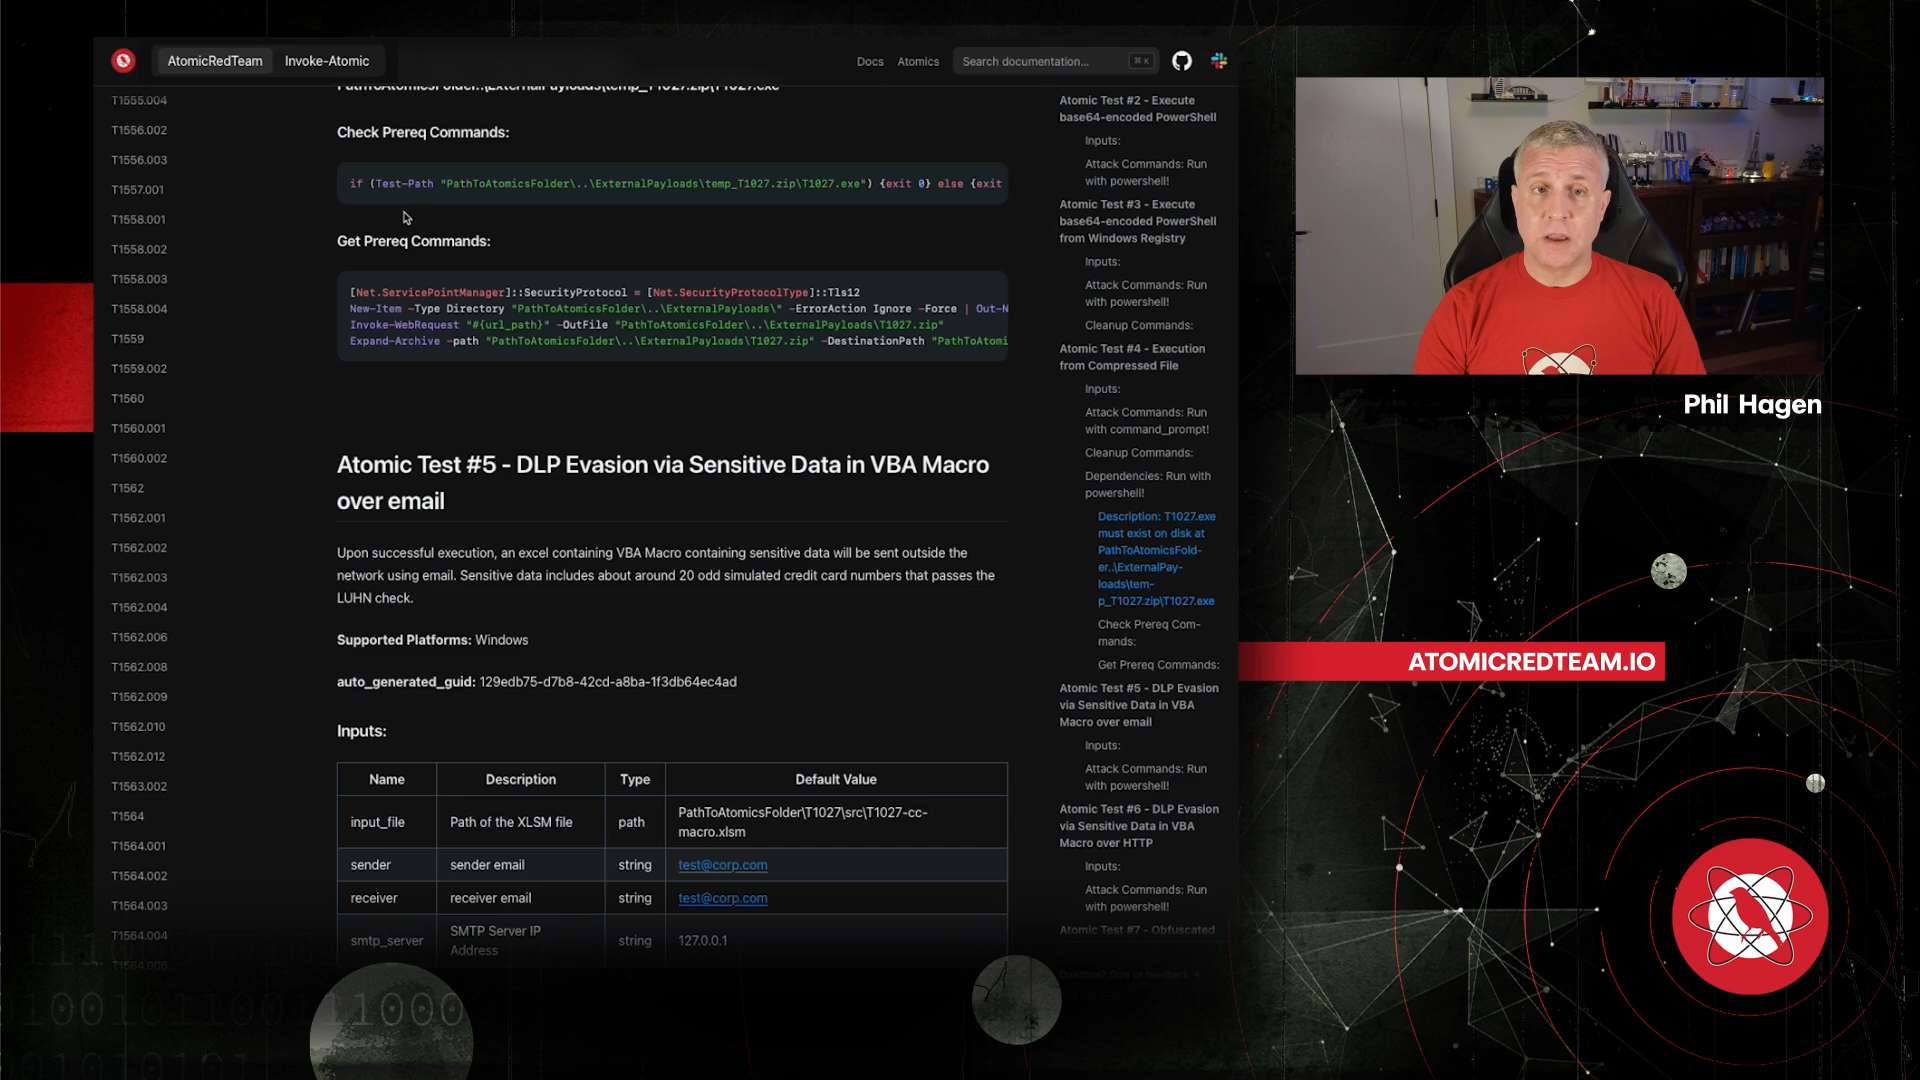 AtomicRedTeam
Invoke-Atomic
Docs
Atomics
Search documentation...
⌘ K
T1555.004
T1556.002
T1556.003
T1557.001
T1558.001
T1558.002
T1558.003
T1558.004
T1559
T1559.002
T1560
T1560.001
T1560.002
T1562
T1562.001
T1562.002
T1562.003
T1562.004
T1562.006
T1562.008
T1562.009
T1562.010
T1562.012
T1563.002
T1564
T1564.001
T1564.002
T1564.003
T1564.004
T1564.006
PathToAtomicsFolder..\ExternalPayloads\temp_T1027.zip\T1027.exe
Check Prereq Commands:
if (Test-Path "PathToAtomicsFolder\..\ExternalPayloads\temp_T1027.zip\T1027.exe") {exit 0} else {exit
Get Prereq Commands:
[Net.ServicePointManager]::SecurityProtocol = [Net.SecurityProtocolType]::Tls12
New-Item -Type Directory "PathToAtomicsFolder\..\ExternalPayloads\" -ErrorAction Ignore -Force | Out-N
Invoke-WebRequest "#{url_path}" -OutFile "PathToAtomicsFolder\..\ExternalPayloads\T1027.zip"
Expand-Archive -path "PathToAtomicsFolder\..\ExternalPayloads\T1027.zip" -DestinationPath "PathToAtomi
Atomic Test #5 - DLP Evasion via Sensitive Data in VBA Macro
over email
Upon successful execution, an excel containing VBA Macro containing sensitive data will be sent outside the
network using email. Sensitive data includes about around 20 odd simulated credit card numbers that passes the
LUHN check.
Supported Platforms: Windows
auto_generated_guid: 129edb75-d7b8-42cd-a8ba-1f3db64ec4ad
Inputs:
Name Description Type Default Value
input_file Path of the XLSM file path PathToAtomicsFolder\T1027\src\T1027-cc-
macro.xlsm
sender sender email string test@corp.com
receiver receiver email string test@corp.com
smtp_server SMTP Server IP
Address string 127.0.0.1
Atomic Test #2 - Execute
base64-encoded PowerShell
Inputs:
Attack Commands: Run
with powershell!
Atomic Test #3 - Execute
base64-encoded PowerShell
from Windows Registry
Inputs:
Attack Commands: Run
with powershell!
Cleanup Commands:
Atomic Test #4 - Execution
from Compressed File
Inputs:
Attack Commands: Run
with command_prompt!
Cleanup Commands:
Dependencies: Run with
powershell!
Description: T1027.exe
must exist on disk at
PathToAtomicsFold-
er..\ExternalPay-
loads\tem-
p_T1027.zip\T1027.exe
Check Prereq Com-
mands:
Get Prereq Commands:
Atomic Test #5 - DLP Evasion
via Sensitive Data in VBA
Macro over email
Inputs:
Attack Commands: Run
with powershell!
Atomic Test #6 - DLP Evasion
via Sensitive Data in VBA
Macro over HTTP
Inputs:
Attack Commands: Run
with powershell!
Atomic Test #7 - Obfuscated
Question? Give us feedback →
Phil Hagen
ATOMICREDTEAM.IO